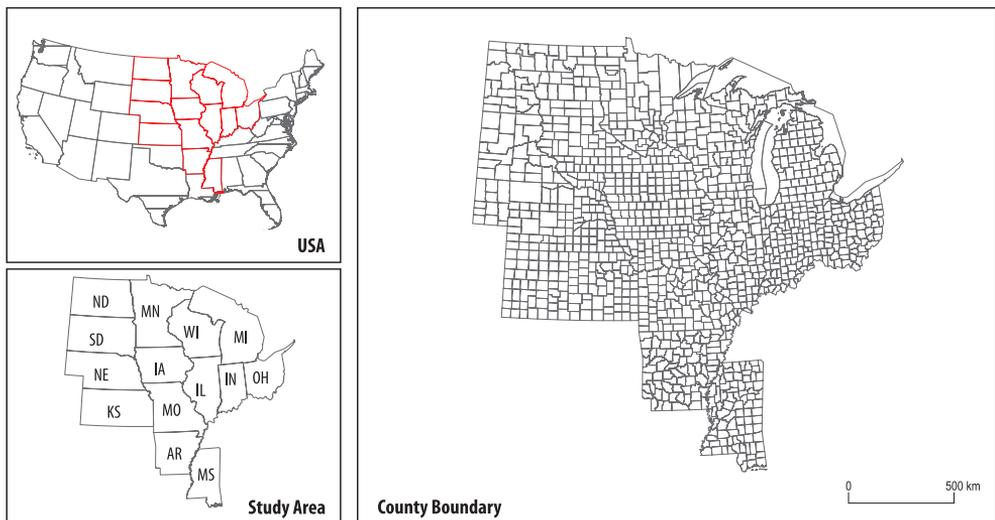 USA
ND
MN
WI
MI
SD
IA
NE
IL
IN
OH
KS
MO
AR
MS
Study Area
County Boundary
0 500 km